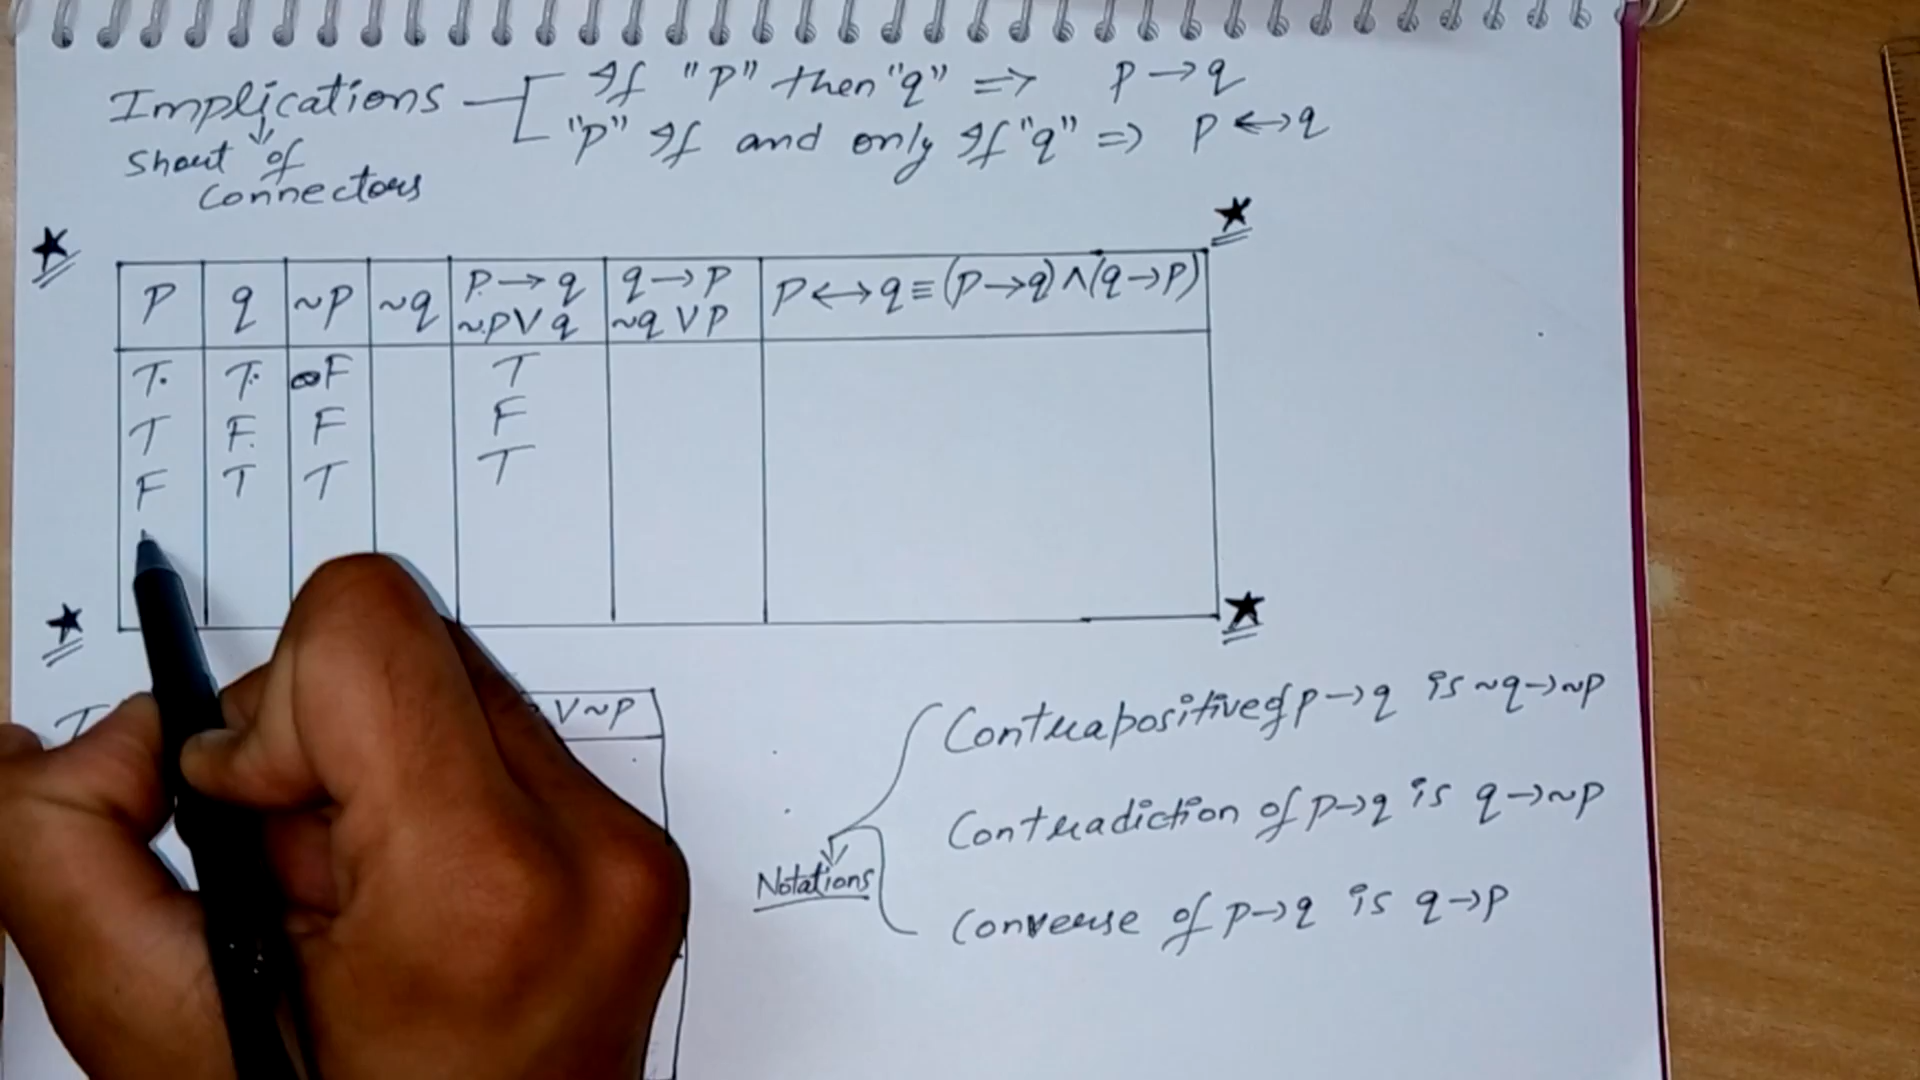 Implications
If "P" then "q" => P → q
"P" If and only If "q" => P ↔ q
Short of
Connectors
P q ~P ~q P → q q → P P ↔ q ≡ (P → q) ∧ (q → P)
~P V q ~q V P
T. T. F T
T F. F F
F T T T
V ~P
Contrapositive of P → q is ~q → ~P
Contradiction of P → q is q → ~P
Notations
Converse of P → q is q → P